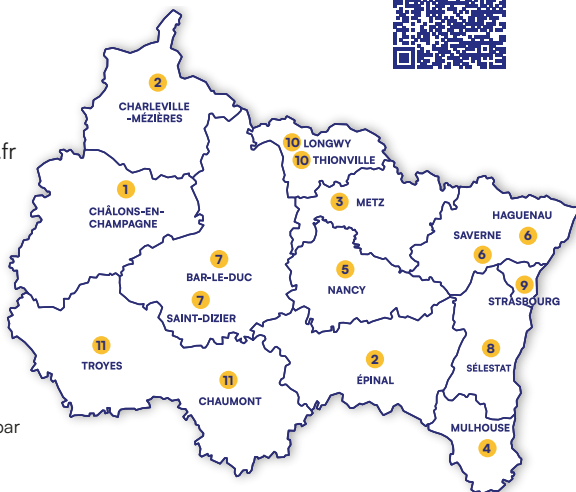 2
CHARLEVILLE
-MÉZIÈRES
10 LONGWY
10 THIONVILLE
.fr
1
CHÂLONS-EN-
CHAMPAGNE
3 METZ
HAGUENAU
6
SAVERNE
6
7
BAR-LE-DUC
7
SAINT-DIZIER
5
NANCY
9
STRASBOURG
11
TROYES
11
CHAUMONT
2
ÉPINAL
8
SÉLESTAT
par
MULHOUSE
4